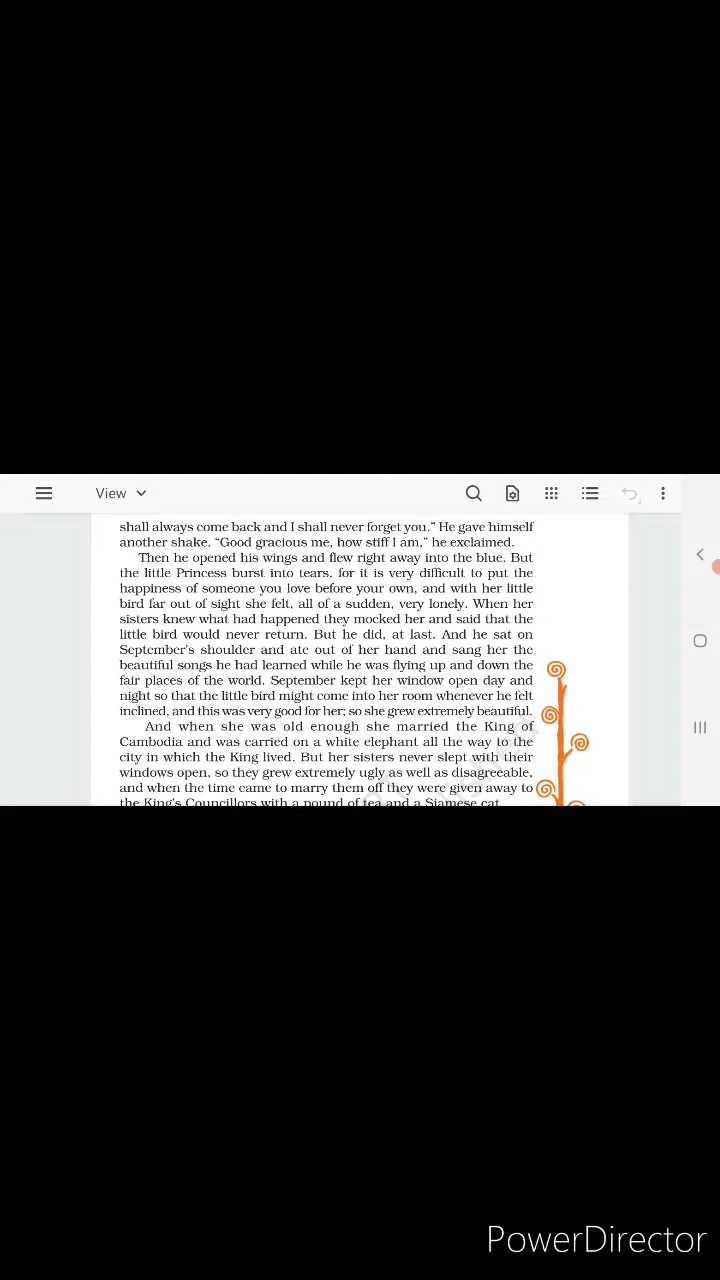 View
shall always come back and I shall never forget you.” He gave himself
another shake. “Good gracious me, how stiff I am,” he exclaimed.
Then he opened his wings and flew right away into the blue. But
the little Princess burst into tears, for it is very difficult to put the
happiness of someone you love before your own, and with her little
bird far out of sight she felt, all of a sudden, very lonely. When her
sisters knew what had happened they mocked her and said that the
little bird would never return. But he did, at last. And he sat on
September’s shoulder and ate out of her hand and sang her the
beautiful songs he had learned while he was flying up and down the
fair places of the world. September kept her window open day and
night so that the little bird might come into her room whenever he felt
inclined, and this was very good for her; so she grew extremely beautiful.
And when she was old enough she married the King of
Cambodia and was carried on a white elephant all the way to the
city in which the King lived. But her sisters never slept with their
windows open, so they grew extremely ugly as well as disagreeable,
and when the time came to marry them off they were given away to
the King’s Councillors with a pound of tea and a Siamese cat
PowerDirector